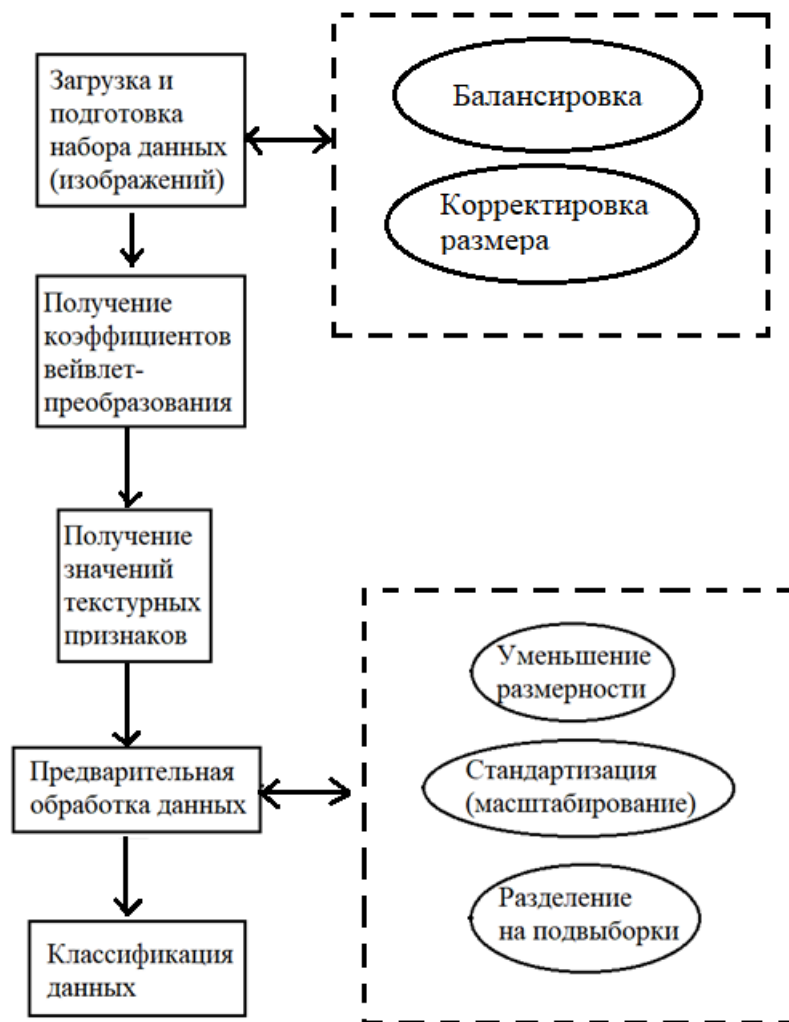 Загрузка и
подготовка
набора данных
(изображений)
Балансировка
Корректировка
размера
Получение
коэффициентов
вейвлет-
преобразования
Получение
значений
текстурных
признаков
Уменьшение
размерности
Предварительная
обработка данных
Стандартизация
(масштабирование)
Разделение
на подвыборки
Классификация
данных